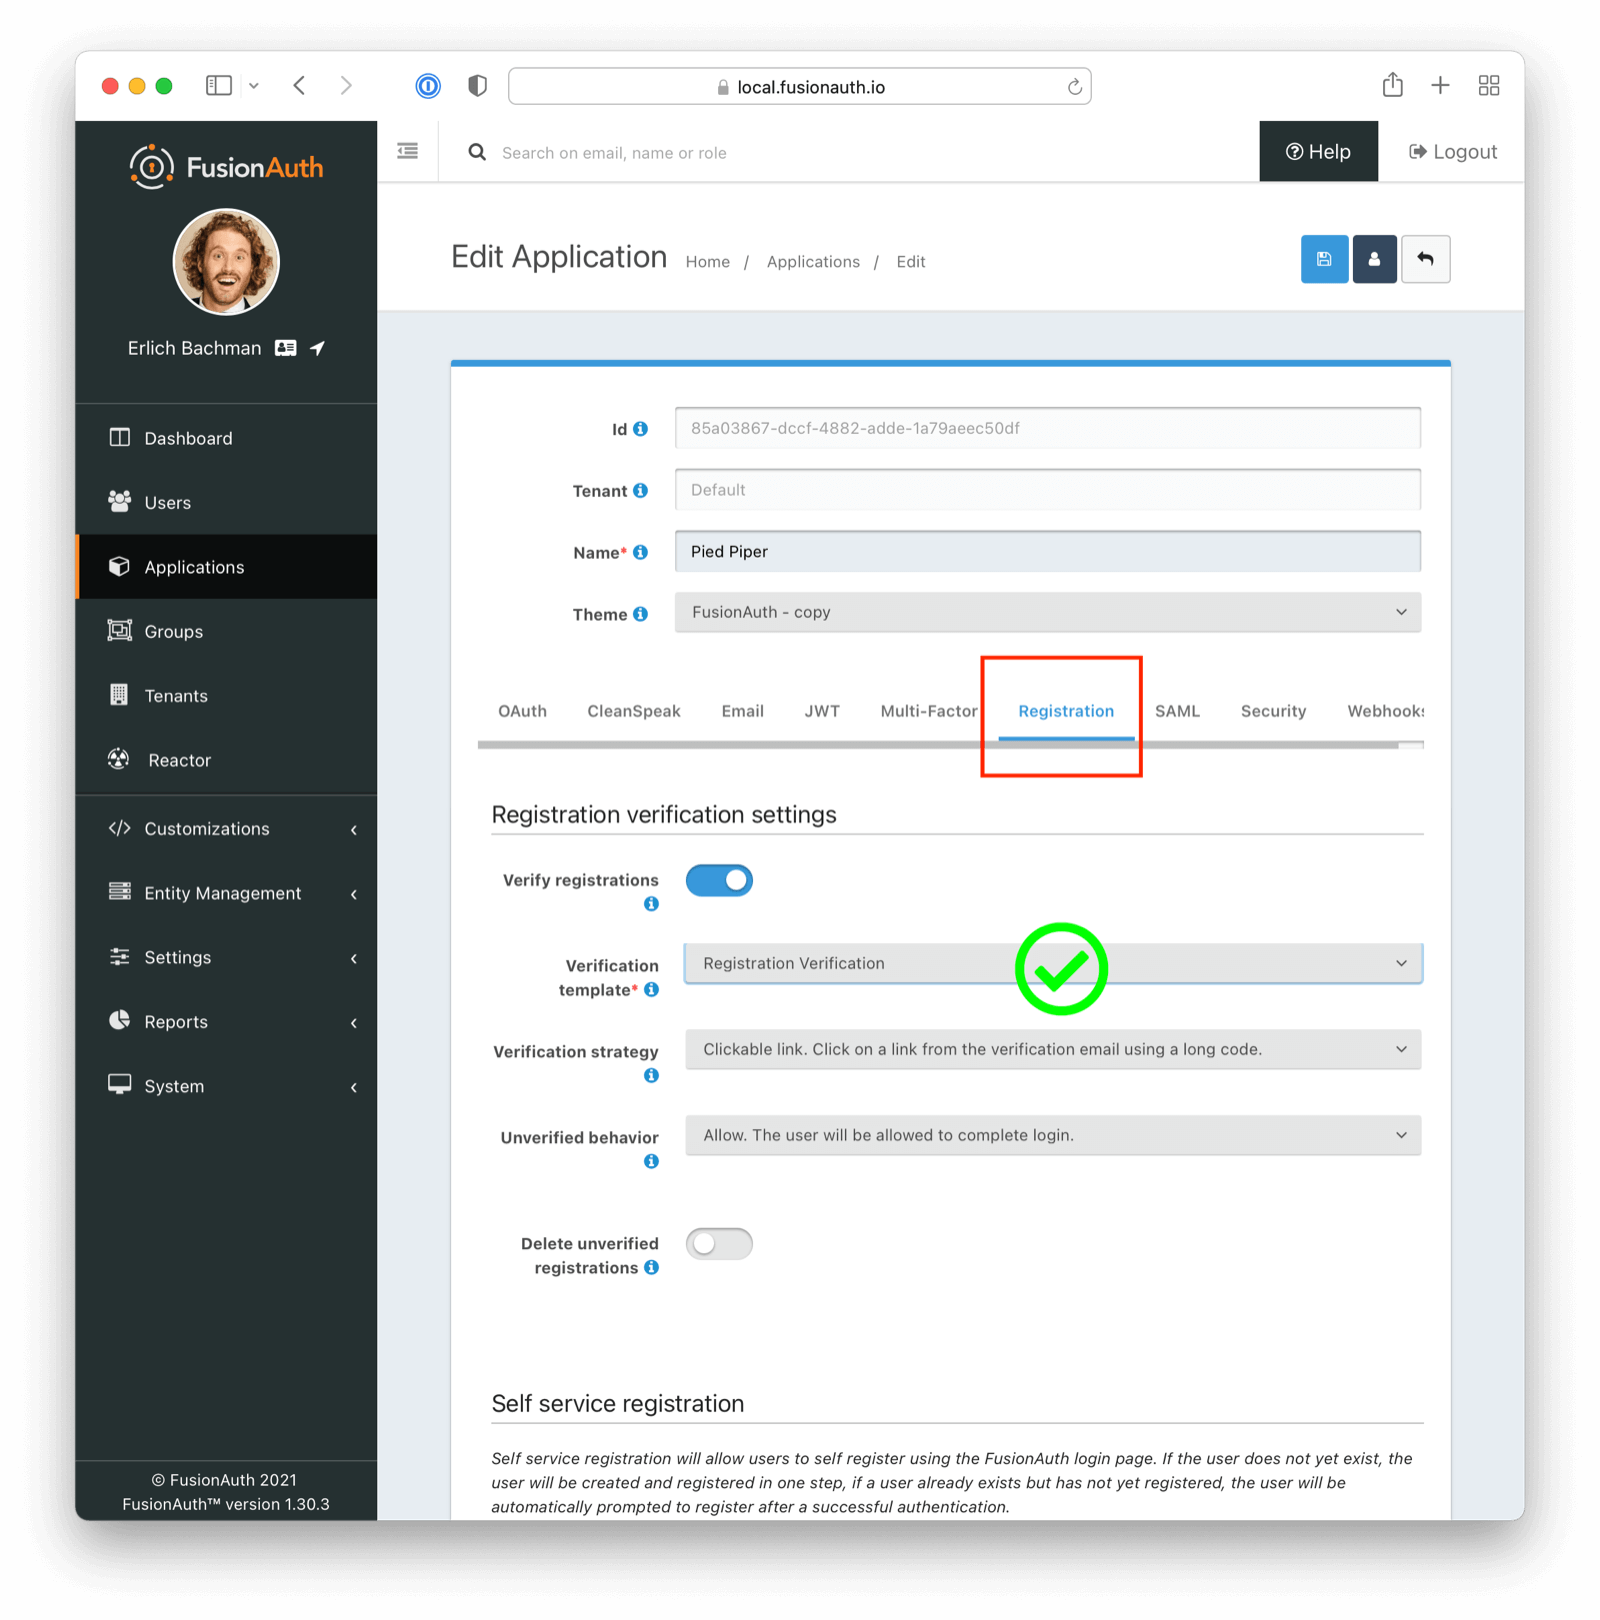 local.fusionauth.io
FusionAuth
Search on email, name or role
Help
Logout
Erlich Bachman
Edit Application
Home / Applications / Edit
Dashboard
Users
Applications
Groups
Tenants
Reactor
Customizations
Entity Management
Settings
Reports
System
© FusionAuth 2021
FusionAuth™ version 1.30.3
Id
85a03867-dccf-4882-adde-1a79aeec50df
Tenant
Default
Name*
Pied Piper
Theme
FusionAuth - copy
OAuth CleanSpeak Email JWT Multi-Factor Registration SAML Security Webhooks
Registration verification settings
Verify registrations
Verification
template*
Registration Verification
Verification strategy
Clickable link. Click on a link from the verification email using a long code.
Unverified behavior
Allow. The user will be allowed to complete login.
Delete unverified
registrations
Self service registration
Self service registration will allow users to self register using the FusionAuth login page. If the user does not yet exist, the
user will be created and registered in one step, if a user already exists but has not yet registered, the user will be
automatically prompted to register after a successful authentication.